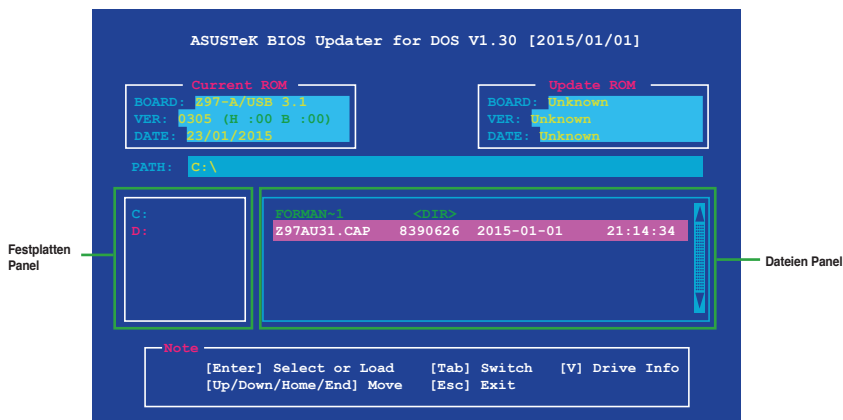 ASUSTeK BIOS Updater for DOS V1.30 [2015/01/01]
Current ROM
BOARD: Z97-A/USB 3.1
VER: 0305 (H :00 B :00)
DATE: 23/01/2015
Update ROM
BOARD: Unknown
VER: Unknown
DATE: Unknown
PATH: C:\
C:
D:
FORMAN~1 <DIR>
Z97AU31.CAP 8390626 2015-01-01 21:14:34
Festplatten
Panel
Dateien Panel
Note
[Enter] Select or Load [Tab] Switch [V] Drive Info
[Up/Down/Home/End] Move [Esc] Exit